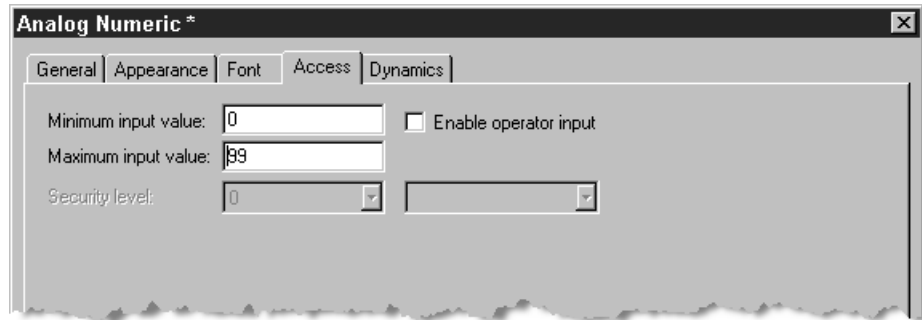 Analog Numeric *
General Appearance Font Access Dynamics
Minimum input value: 0 Enable operator input
Maximum input value: 99
Security level: 0